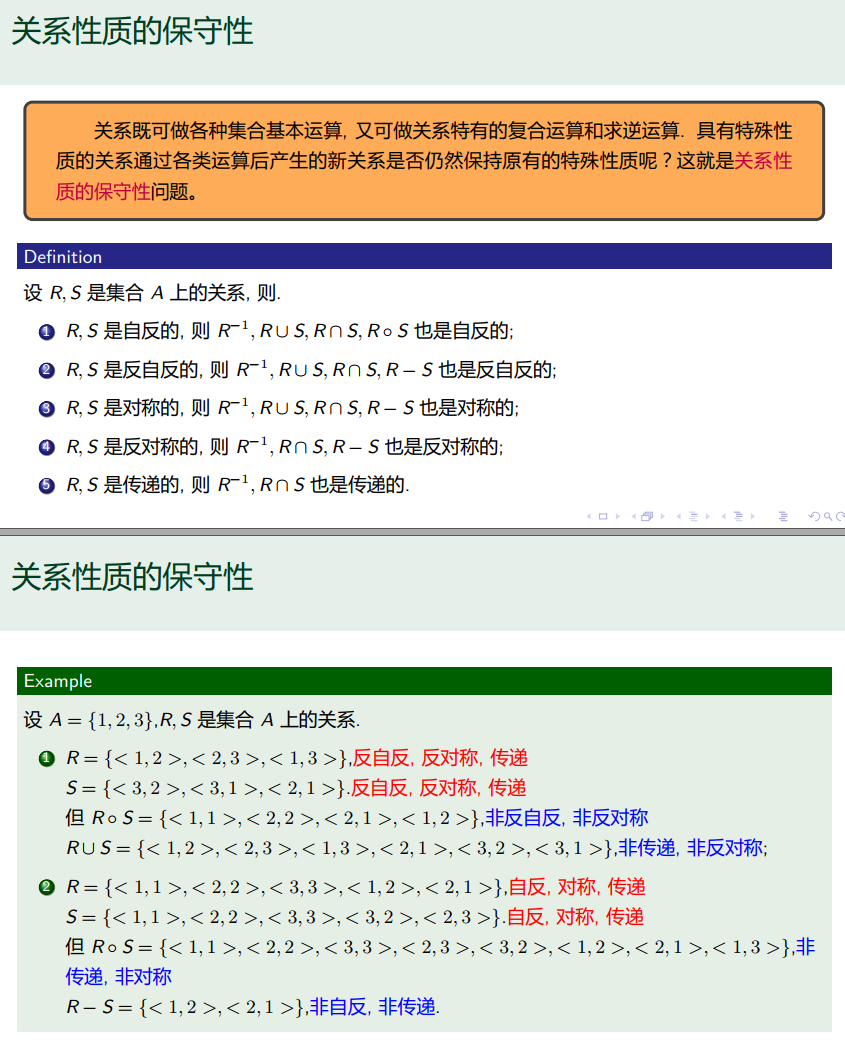 关系性质的保守性
关系既可做各种集合基本运算, 又可做关系特有的复合运算和求逆运算. 具有特殊性
质的关系通过各类运算后产生的新关系是否仍然保持原有的特殊性质呢？这就是关系性
质的保守性问题。
Definition
设 R, S 是集合 A 上的关系, 则.
1 R, S 是自反的, 则 R⁻¹, R ∪ S, R ∩ S, R ∘ S 也是自反的;
2 R, S 是反自反的, 则 R⁻¹, R ∪ S, R ∩ S, R − S 也是反自反的;
3 R, S 是对称的, 则 R⁻¹, R ∪ S, R ∩ S, R − S 也是对称的;
4 R, S 是反对称的, 则 R⁻¹, R ∩ S, R − S 也是反对称的;
5 R, S 是传递的, 则 R⁻¹, R ∩ S 也是传递的.
关系性质的保守性
Example
设 A = {1, 2, 3},R, S 是集合 A 上的关系.
1 R = {< 1, 2 >, < 2, 3 >, < 1, 3 >},反自反, 反对称, 传递
S = {< 3, 2 >, < 3, 1 >, < 2, 1 >}.反自反, 反对称, 传递
但 R ∘ S = {< 1, 1 >, < 2, 2 >, < 2, 1 >, < 1, 2 >},非反自反, 非反对称
R ∪ S = {< 1, 2 >, < 2, 3 >, < 1, 3 >, < 2, 1 >, < 3, 2 >, < 3, 1 >},非传递, 非反对称;
2 R = {< 1, 1 >, < 2, 2 >, < 3, 3 >, < 1, 2 >, < 2, 1 >},自反, 对称, 传递
S = {< 1, 1 >, < 2, 2 >, < 3, 3 >, < 3, 2 >, < 2, 3 >}.自反, 对称, 传递
但 R ∘ S = {< 1, 1 >, < 2, 2 >, < 3, 3 >, < 2, 3 >, < 3, 2 >, < 1, 2 >, < 2, 1 >, < 1, 3 >},非
传递, 非对称
R − S = {< 1, 2 >, < 2, 1 >},非自反, 非传递.